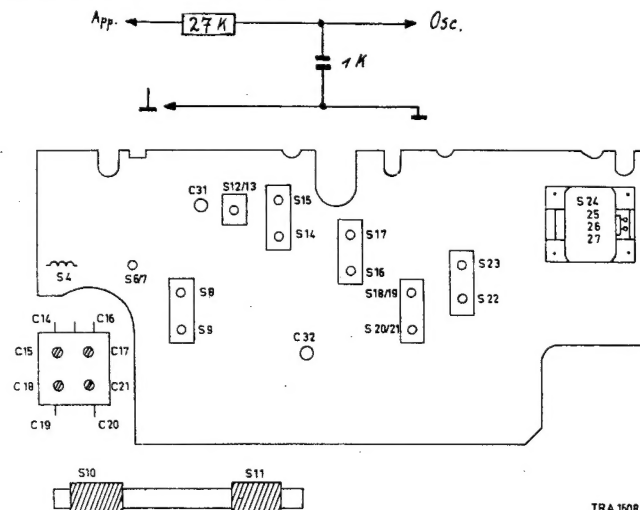 App. 27K Osc.
1K
S12/13
C31
S15
S14
S17
S16
S24
25
26
27
S4
S6/7
S8
S9
S18/19
S20/21
S23
S22
C32
C14 C16
C15 C17
C18 C21
C19 C20
S10 S11
TRA 1608